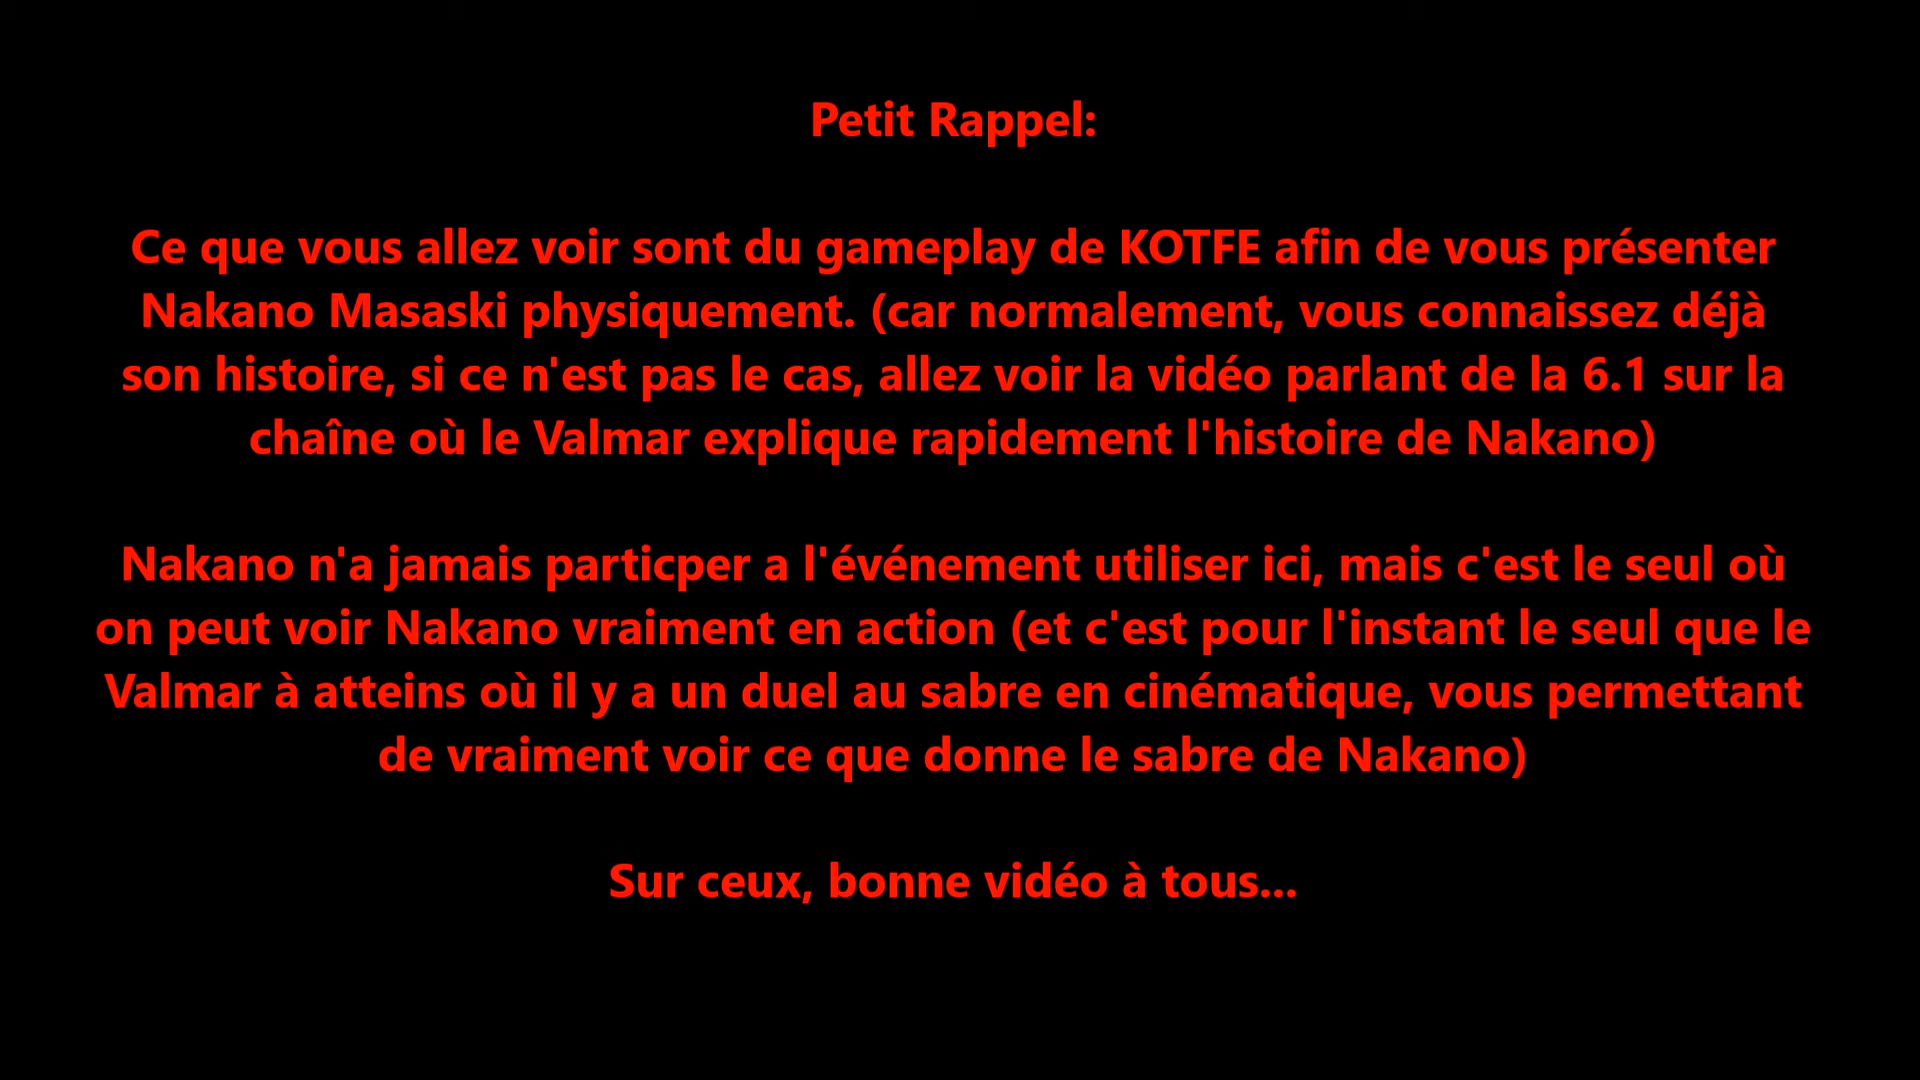 Petit Rappel:
Ce que vous allez voir sont du gameplay de KOTFE afin de vous présenter
Nakano Masaski physiquement. (car normalement, vous connaissez déjà
son histoire, si ce n'est pas le cas, allez voir la vidéo parlant de la 6.1 sur la
chaîne où le Valmar explique rapidement l'histoire de Nakano)
Nakano n'a jamais particper a l'événement utiliser ici, mais c'est le seul où
on peut voir Nakano vraiment en action (et c'est pour l'instant le seul que le
Valmar à atteins où il y a un duel au sabre en cinématique, vous permettant
de vraiment voir ce que donne le sabre de Nakano)
Sur ceux, bonne vidéo à tous...